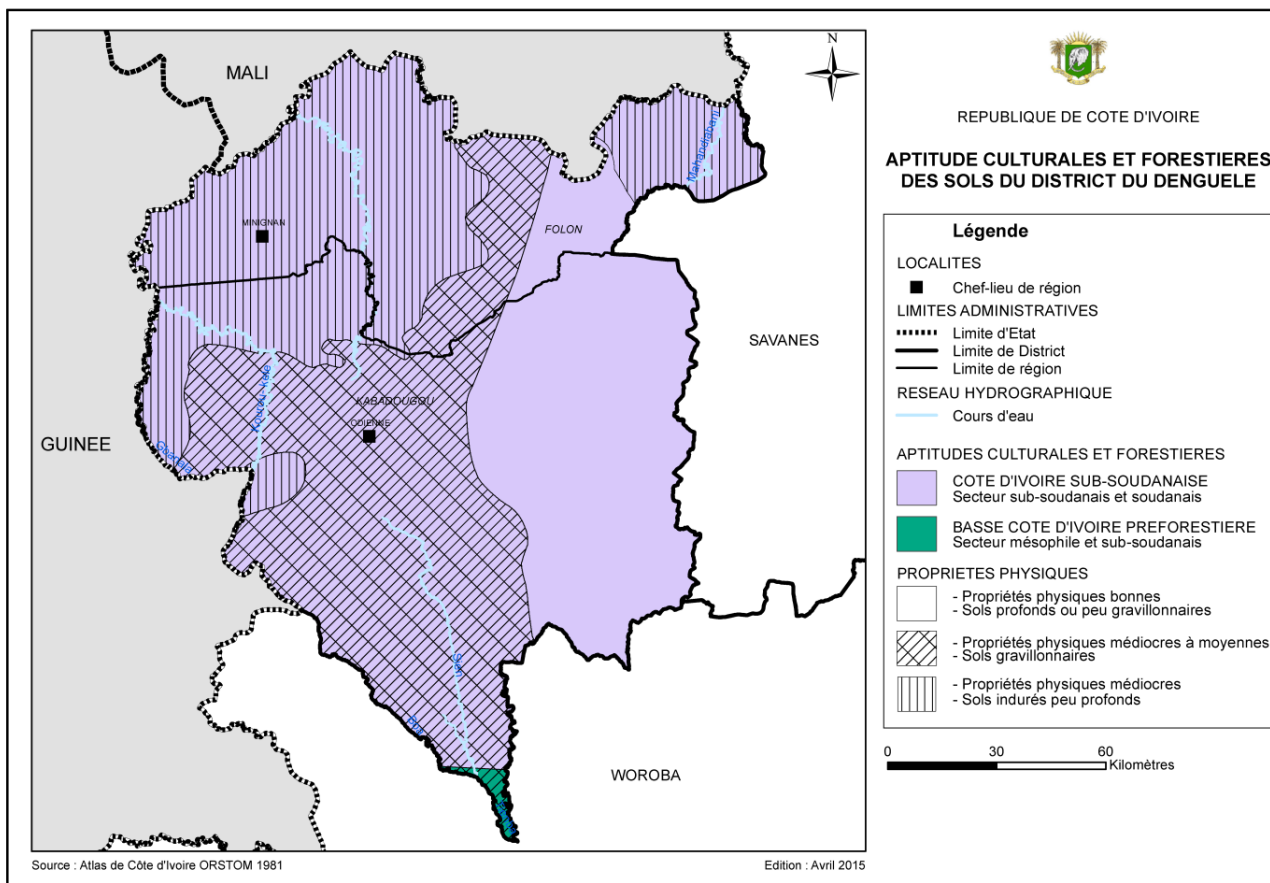 MALI
N
Mahandiabani
MINIGNAN
FOLON
SAVANES
GUINEE
KABADOUGOU
ODIENNE
WOROBA
Source : Atlas de Côte d'Ivoire ORSTOM 1981
Edition : Avril 2015
REPUBLIQUE DE COTE D'IVOIRE
APTITUDE CULTURALES ET FORESTIERES
DES SOLS DU DISTRICT DU DENGUELE
Légende
LOCALITES
Chef-lieu de région
LIMITES ADMINISTRATIVES
Limite d'Etat
Limite de District
Limite de région
RESEAU HYDROGRAPHIQUE
Cours d'eau
APTITUDES CULTURALES ET FORESTIERES
COTE D'IVOIRE SUB-SOUDANAISE
Secteur sub-soudanais et soudanais
BASSE COTE D'IVOIRE PREFORESTIERE
Secteur mésophile et sub-soudanais
PROPRIETES PHYSIQUES
- Propriétés physiques bonnes
- Sols profonds ou peu gravillonnaires
- Propriétés physiques médiocres à moyennes
- Sols gravillonnaires
- Propriétés physiques médiocres
- Sols indurés peu profonds
0 30 60
Kilomètres